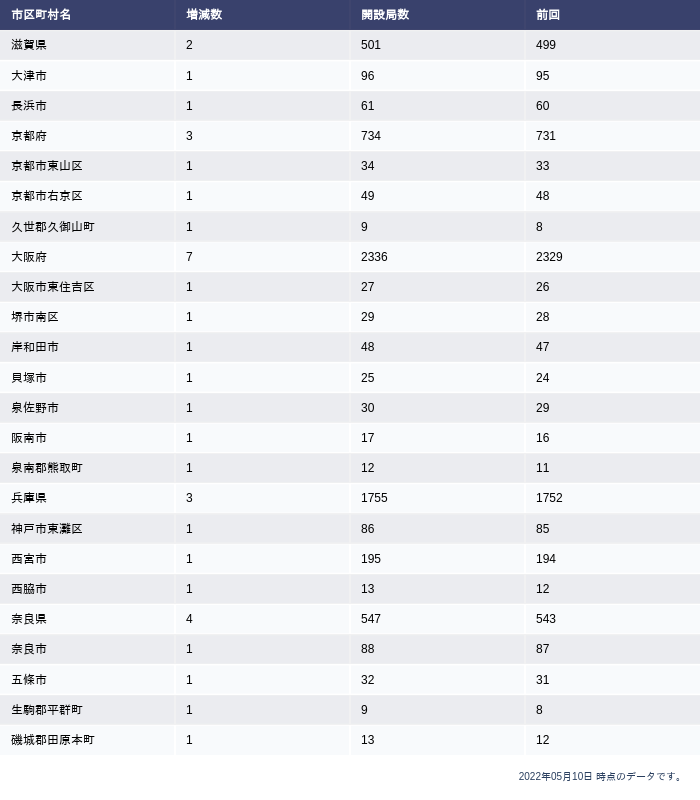 市区町村名 増減数 開設局数 前回
滋賀県 2 501 499
大津市 1 96 95
長浜市 1 61 60
京都府 3 734 731
京都市東山区 1 34 33
京都市右京区 1 49 48
久世郡久御山町 1 9 8
大阪府 7 2336 2329
大阪市東住吉区 1 27 26
堺市南区 1 29 28
岸和田市 1 48 47
貝塚市 1 25 24
泉佐野市 1 30 29
阪南市 1 17 16
泉南郡熊取町 1 12 11
兵庫県 3 1755 1752
神戸市東灘区 1 86 85
西宮市 1 195 194
西脇市 1 13 12
奈良県 4 547 543
奈良市 1 88 87
五條市 1 32 31
生駒郡平群町 1 9 8
磯城郡田原本町 1 13 12
2022年05月10日 時点のデータです。